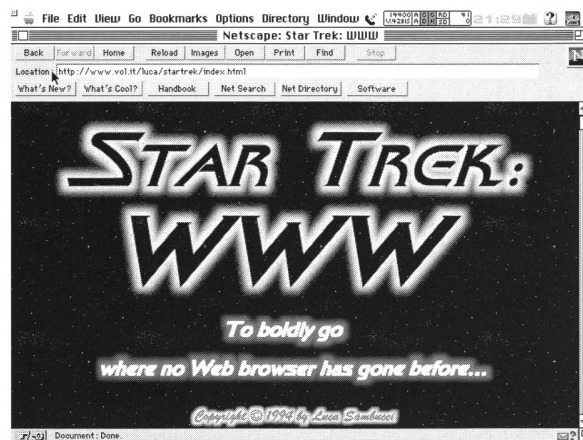 File Edit View Go Bookmarks Options Directory Window
Netscape: Star Trek: WWW
Back Forward Home Reload Images Open Print Find Stop
Location: http://www.vol.it/luca/startrek/index.html
What's New? What's Cool? Handbook Net Search Net Directory Software
STAR TREK:
WWW
To boldly go
where no Web browser has gone before...
Copyright © 1994 by Luca Sambucci
Document: Done.